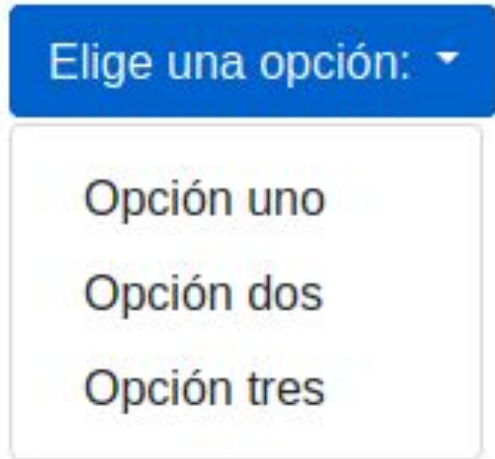 Elige una opción:
Opción uno
Opción dos
Opción tres